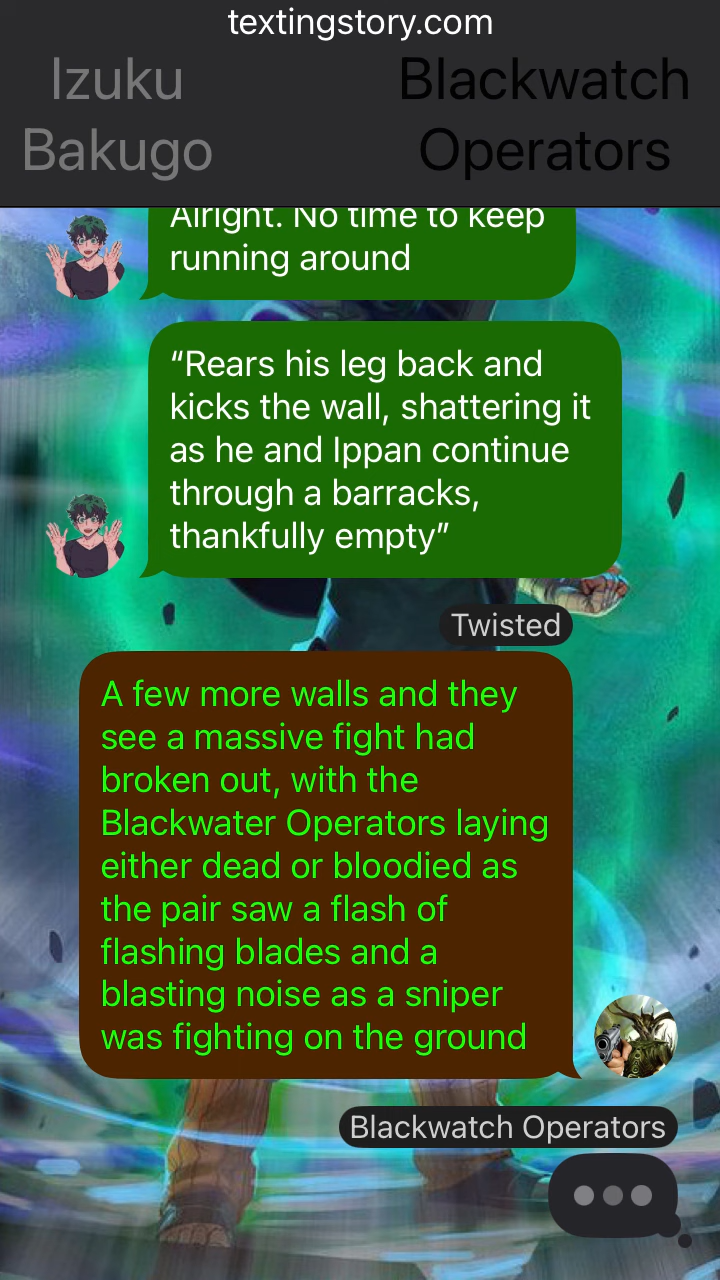 textingstory.com
Izuku
Bakugo
Blackwatch
Operators
Alright. No time to keep
running around
“Rears his leg back and
kicks the wall, shattering it
as he and Ippan continue
through a barracks,
thankfully empty”
Twisted
A few more walls and they
see a massive fight had
broken out, with the
Blackwater Operators laying
either dead or bloodied as
the pair saw a flash of
flashing blades and a
blasting noise as a sniper
was fighting on the ground
Blackwatch Operators